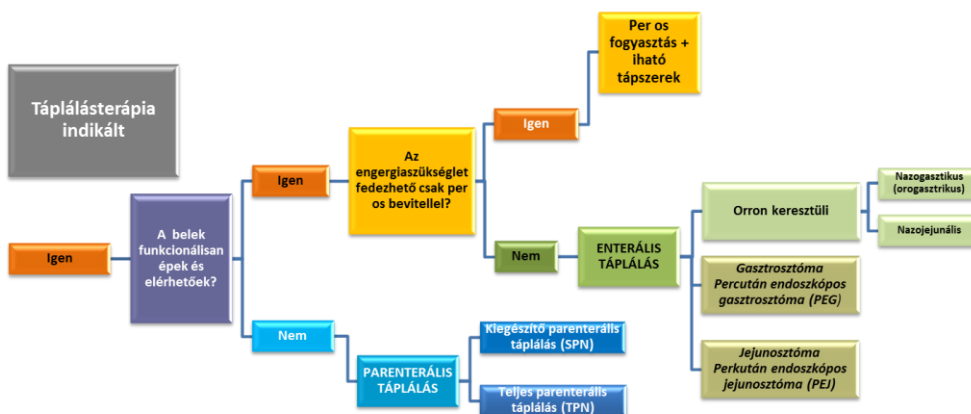 Táplálásterápia
indikált
Igen
A belek
funkcionálisan
épek és
elérhetőek?
Igen
Az
engergiaszükséglet
fedezhető csak per
os bevitellel?
Igen
Per os
fogyasztás +
iható
tápszerek
Nem
ENTERÁLIS
TÁPLÁLÁS
Orron keresztüli
Nazogasztikus
(orogasztrikus)
Nazojejunális
Gasztrosztóma
Percután endoszkópos
gasztrosztóma (PEG)
Jejunosztóma
Perkután endoszkópos
jejunosztóma (PEJ)
Nem
PARENTERÁLIS
TÁPLÁLÁS
Kiegészítő parenterális
táplálás (SPN)
Teljes parenterális
táplálás (TPN)